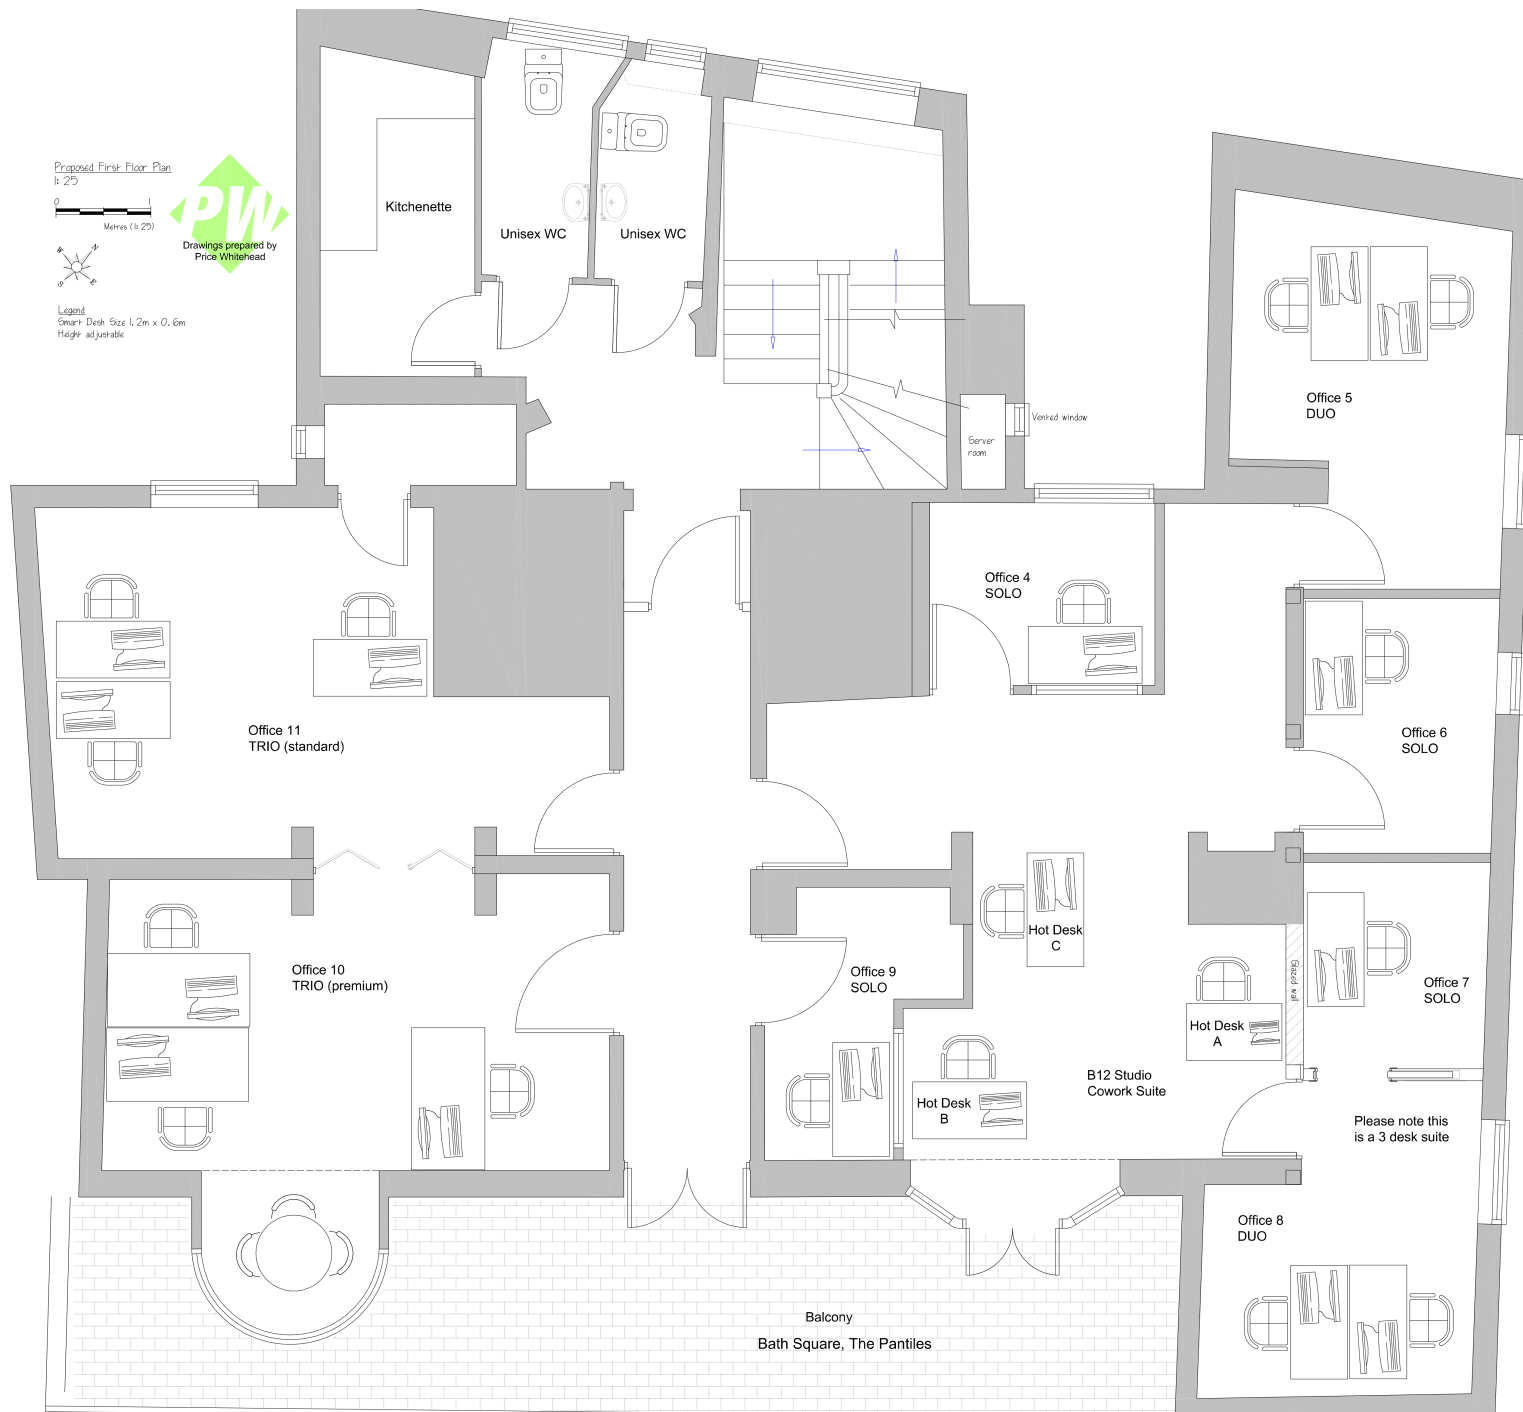 Proposed First Floor Plan
1: 25
0 1
Metres (1: 25)
PW
Drawings prepared by
Price Whitehead
N
W
E
S
Legend
Smart Desk Size 1.2m x 0.6m
Height adjustable
Kitchenette
Unisex WC
Unisex WC
Vented window
Server
room
Office 5
DUO
Office 4
SOLO
Office 11
TRIO (standard)
Office 6
SOLO
Office 10
TRIO (premium)
Office 9
SOLO
Hot Desk
C
Glazed wall
Office 7
SOLO
Hot Desk
A
Hot Desk
B
B12 Studio
Cowork Suite
Please note this
is a 3 desk suite
Office 8
DUO
Balcony
Bath Square, The Pantiles